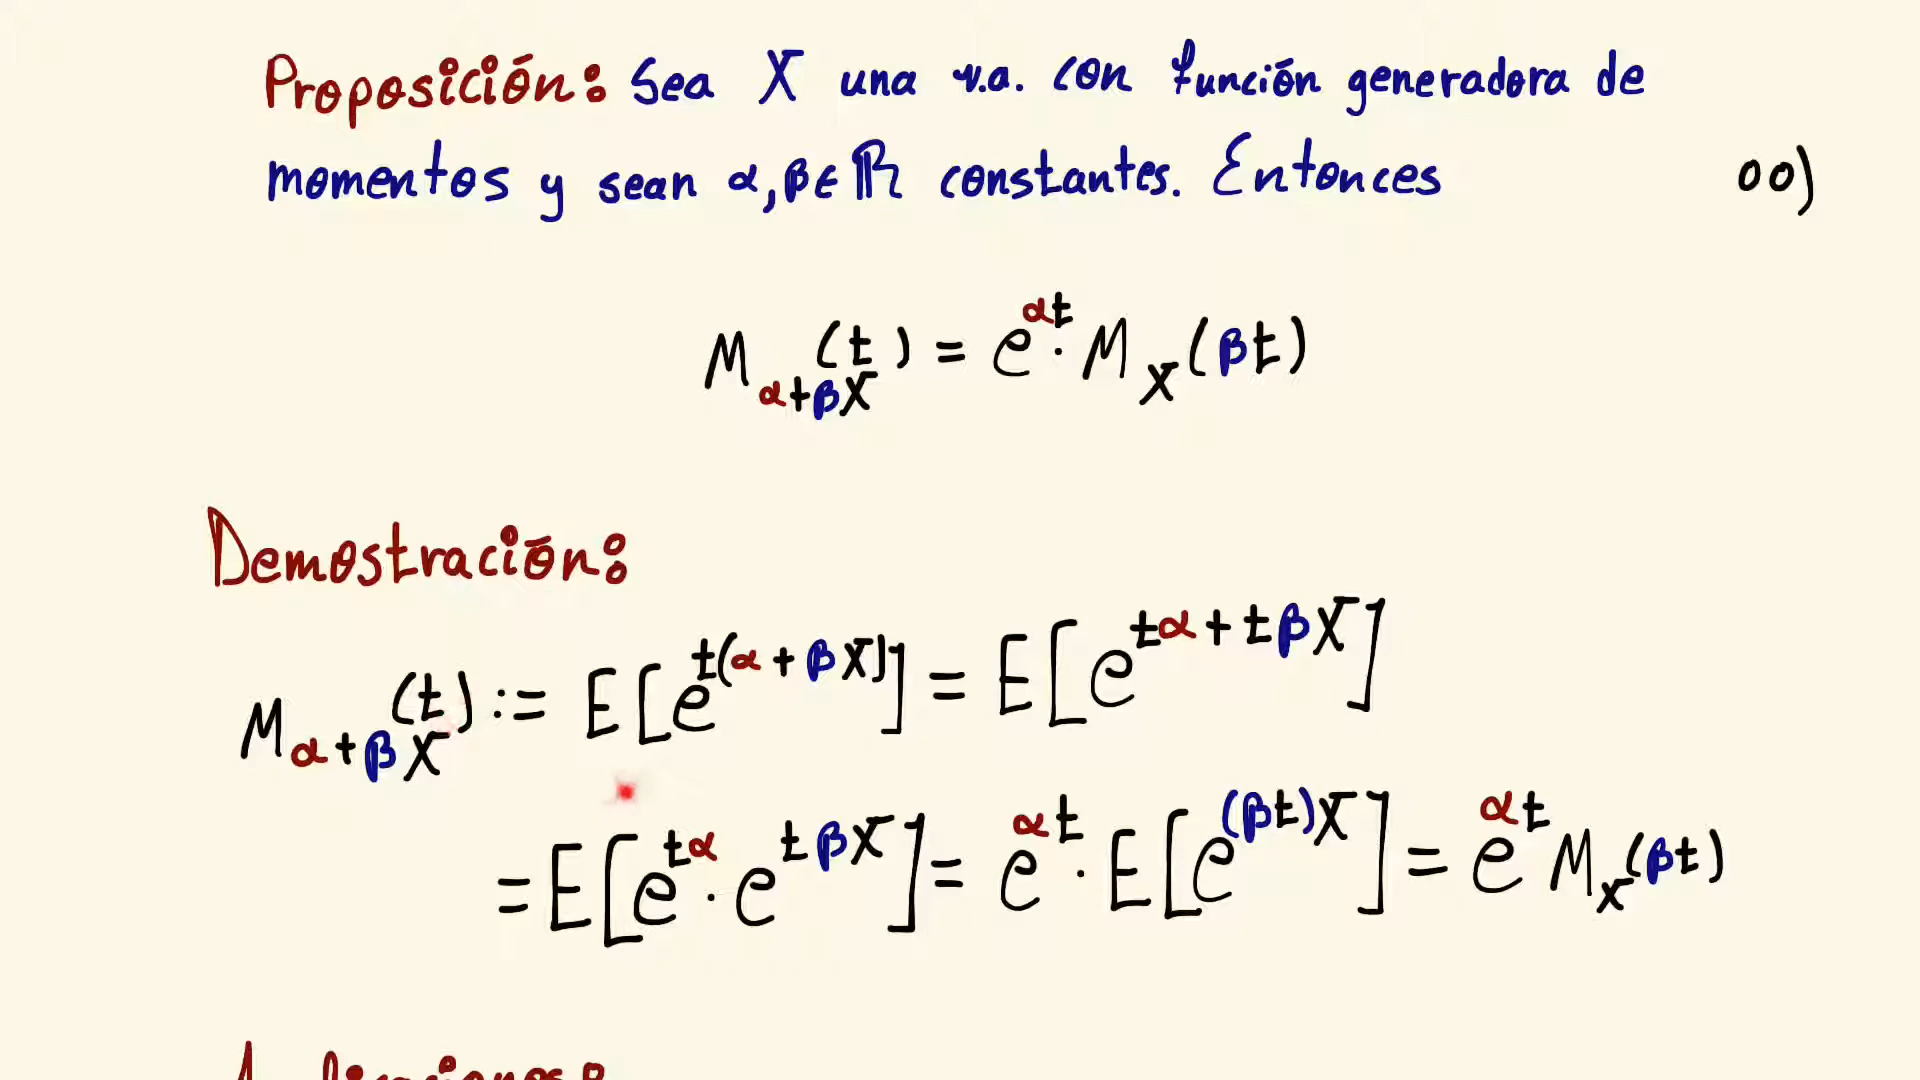 Proposición: Sea X una v.a. con función generadora de
momentos y sean α, β ∈ ℝ constantes. Entonces
∞)
M_{α+βX}(t) = e^{αt} · M_X(βt)
Demostración:
M_{α+βX}(t) := E[e^{t(α+βX)}] = E[e^{tα+tβX}]
= E[e^{tα} · e^{tβX}] = e^{αt} · E[e^{(βt)X}] = e^{αt} M_X(βt)